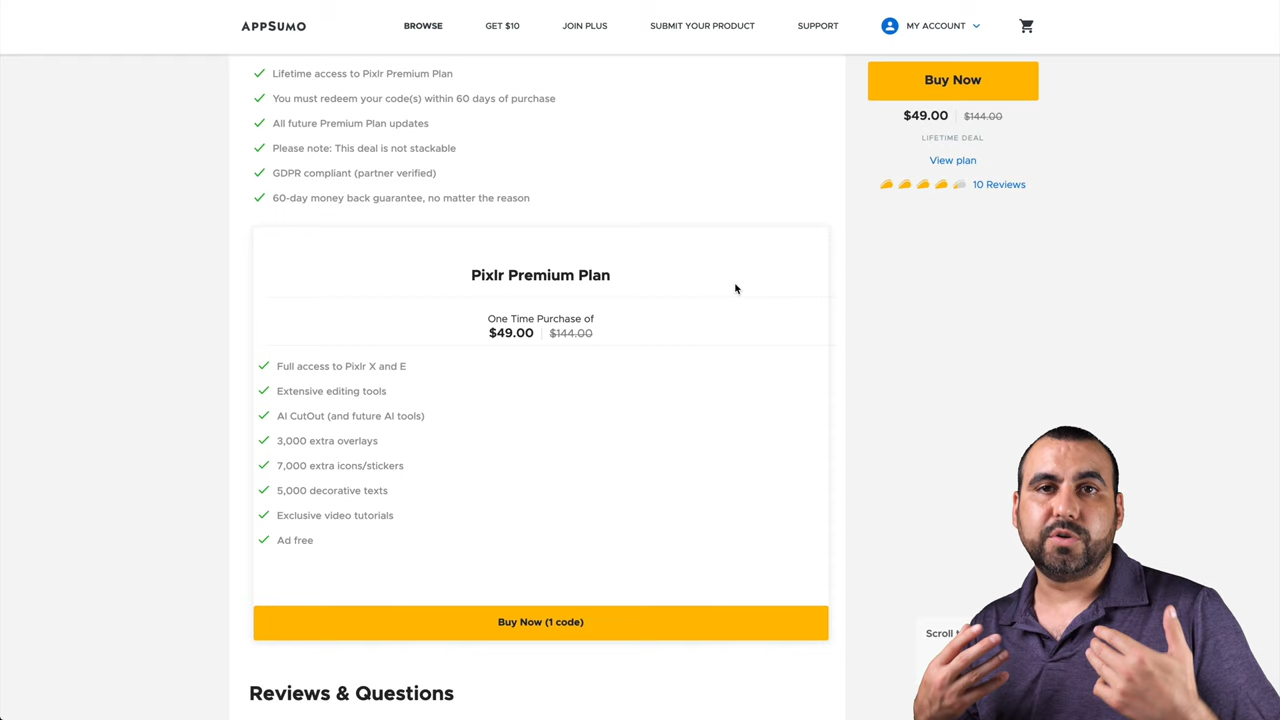 APPSUMO
BROWSE
GET $10
JOIN PLUS
SUBMIT YOUR PRODUCT
SUPPORT
MY ACCOUNT
Lifetime access to Pixlr Premium Plan
You must redeem your code(s) within 60 days of purchase
All future Premium Plan updates
Please note: This deal is not stackable
GDPR compliant (partner verified)
60-day money back guarantee, no matter the reason
Buy Now
$49.00 $144.00
LIFETIME DEAL
View plan
10 Reviews
Pixlr Premium Plan
One Time Purchase of
$49.00 $144.00
Full access to Pixlr X and E
Extensive editing tools
AI CutOut (and future AI tools)
3,000 extra overlays
7,000 extra icons/stickers
5,000 decorative texts
Exclusive video tutorials
Ad free
Buy Now (1 code)
Scroll
Reviews & Questions